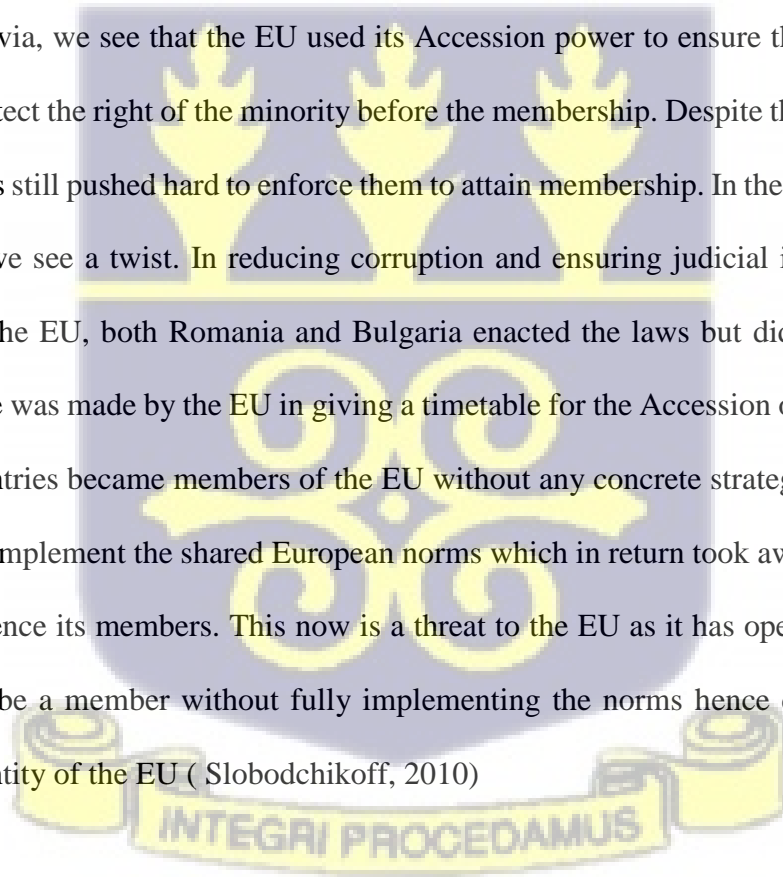 via, we see that the EU used its Accession power to ensure th
tect the right of the minority before the membership. Despite th
s still pushed hard to enforce them to attain membership. In the
ve see a twist. In reducing corruption and ensuring judicial i
he EU, both Romania and Bulgaria enacted the laws but did
e was made by the EU in giving a timetable for the Accession o
ntries became members of the EU without any concrete strateg
implement the shared European norms which in return took aw
ence its members. This now is a threat to the EU as it has ope
be a member without fully implementing the norms hence
ntity of the EU ( Slobodchikoff, 2010)
INTEGRI PROCEDAMUS